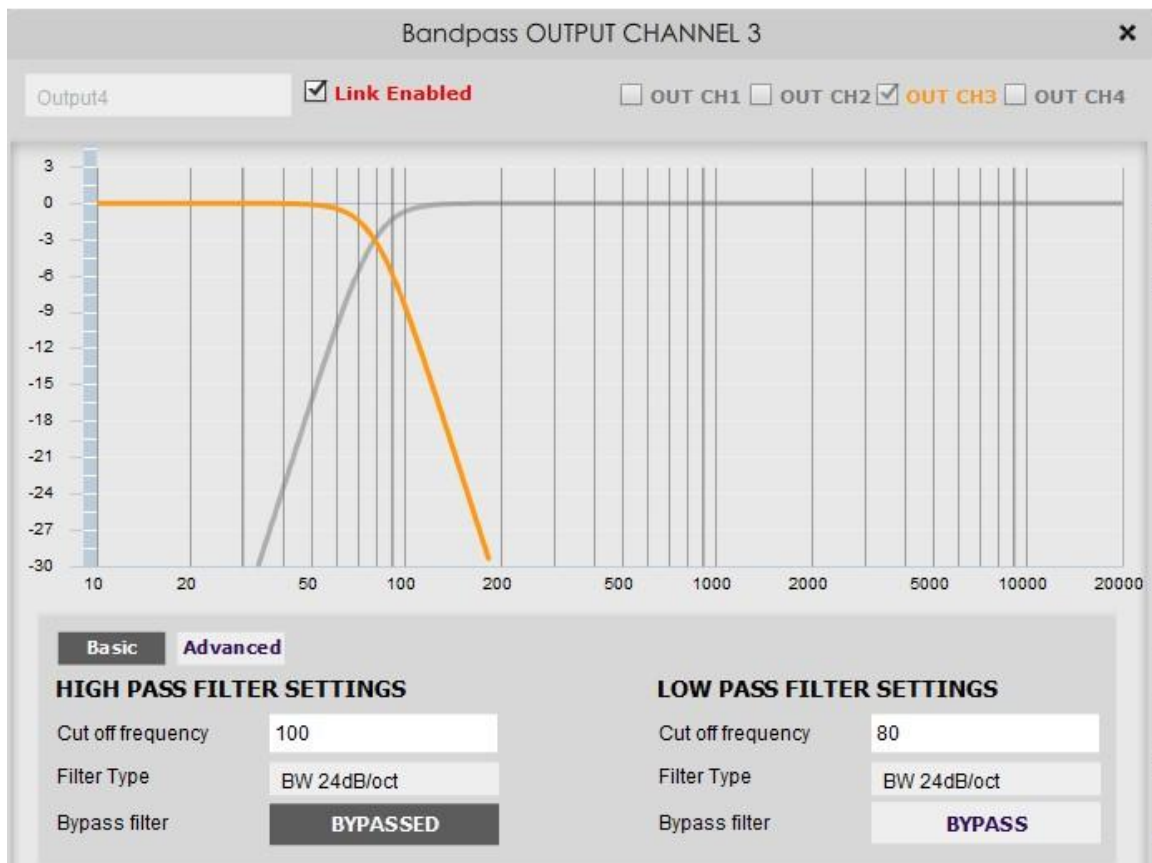 Bandpass OUTPUT CHANNEL 3
Output4 Link Enabled OUT CH1 OUT CH2 OUT CH3 OUT CH4
3
0
-3
-6
-9
-12
-15
-18
-21
-24
-27
-30
10 20 50 100 200 500 1000 2000 5000 10000 20000
Basic Advanced
HIGH PASS FILTER SETTINGS LOW PASS FILTER SETTINGS
Cut off frequency 100 Cut off frequency 80
Filter Type BW 24dB/oct Filter Type BW 24dB/oct
Bypass filter BYPASSED Bypass filter BYPASS